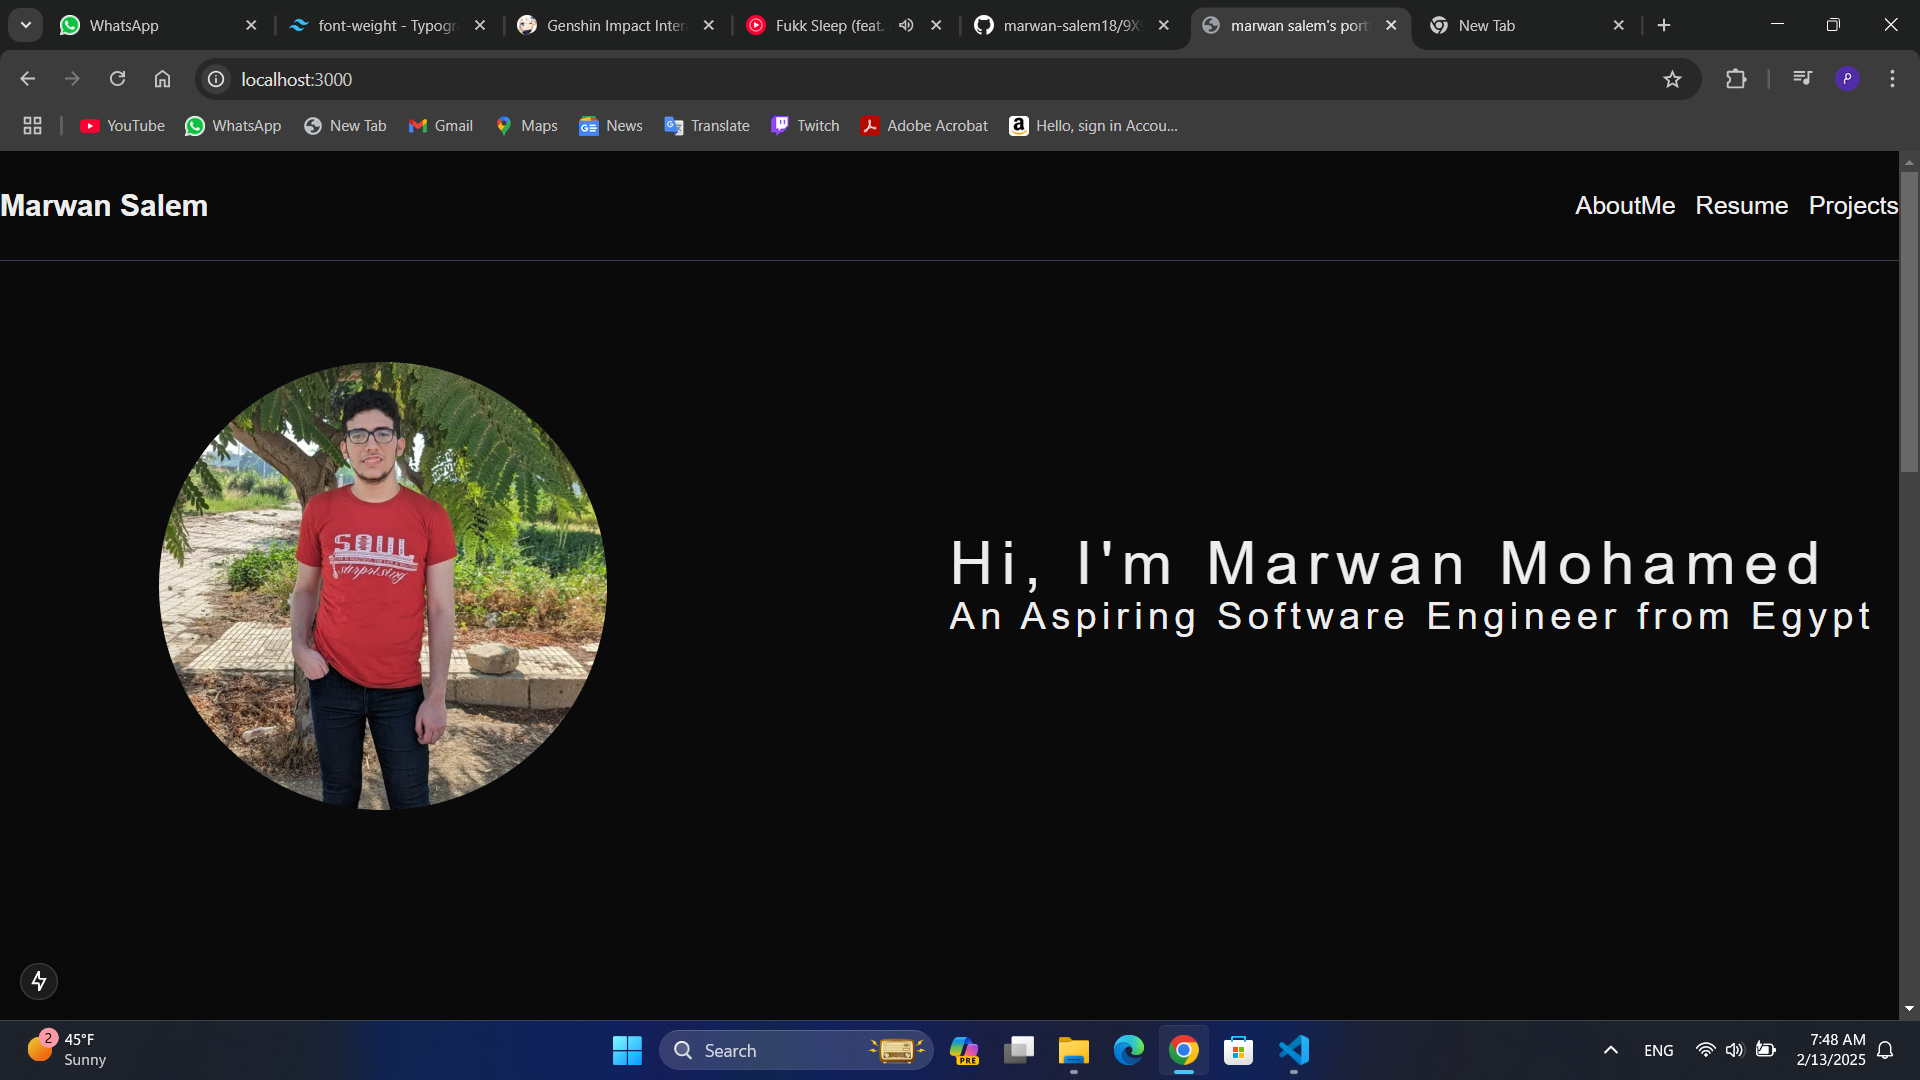 WhatsApp
font-weight - Typogr
Genshin Impact Inter
Fukk Sleep (feat.
marwan-salem18/9X
marwan salem's port
New Tab
localhost:3000
YouTube
WhatsApp
New Tab
Gmail
Maps
News
Translate
Twitch
Adobe Acrobat
Hello, sign in Accou...
Marwan Salem
AboutMe
Resume
Projects
SOUL
surprising
Hi, I'm Marwan Mohamed
An Aspiring Software Engineer from Egypt
2
45°F
Sunny
Search
PRE
ENG
7:48 AM
2/13/2025